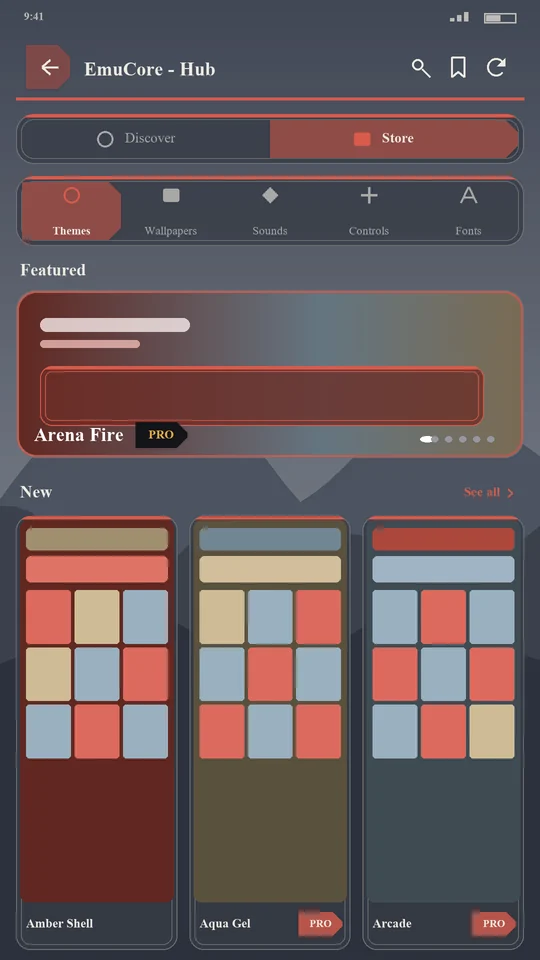 9:41
EmuCore - Hub
Discover
Store
Themes
Wallpapers
Sounds
Controls
Fonts
Featured
Arena Fire
PRO
New
See all
Amber Shell
Aqua Gel
PRO
Arcade
PRO